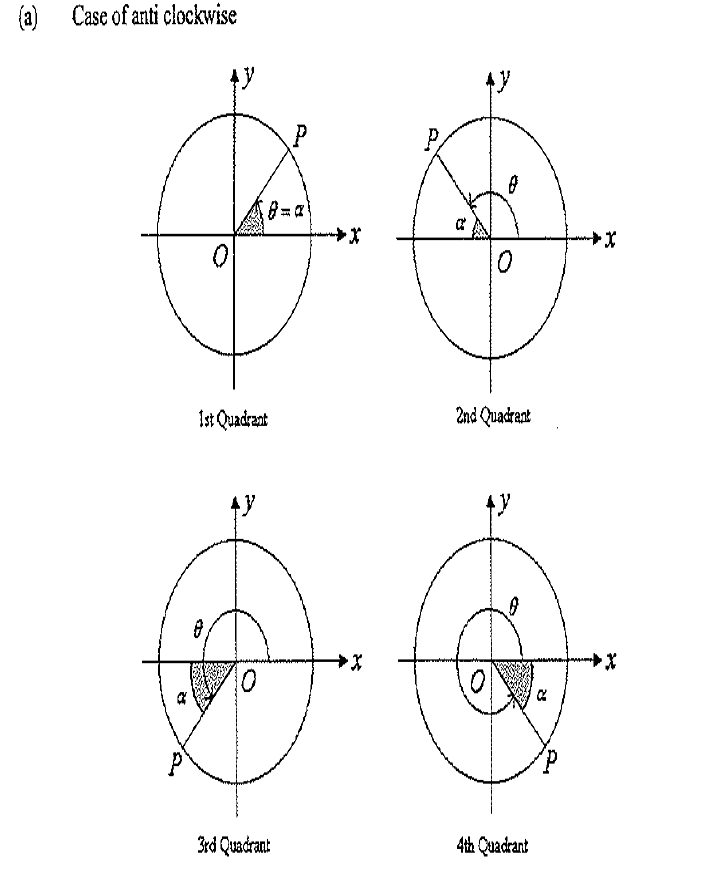 (a) Case of anti clockwise
y y
P P
θ = α θ
α
x x
O O
1st Quadrant 2nd Quadrant
y y
θ θ
x x
O O
α α
P P
3rd Quadrant 4th Quadrant